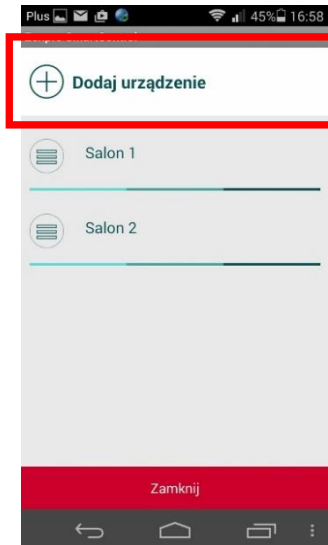 Plus 45% 16:58
Dodaj urządzenie
Salon 1
Salon 2
Zamknij